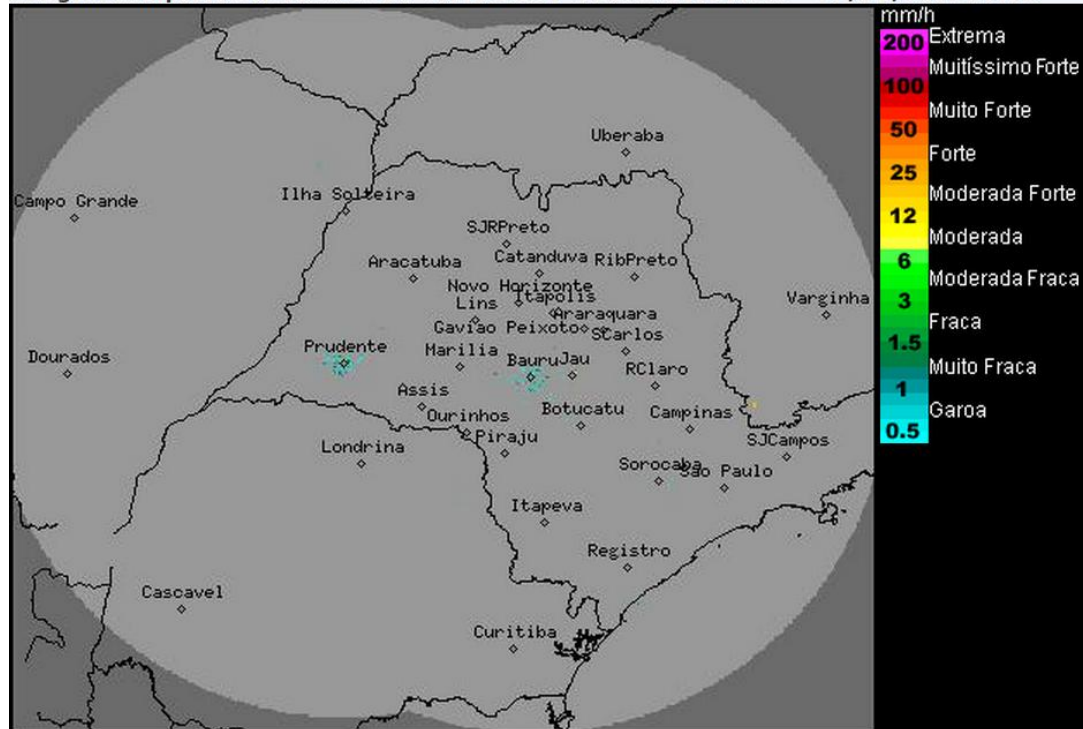 mm/h
200 Extrema
Muitíssimo Forte
100
Muito Forte
50
Forte
25
Moderada Forte
12
Moderada
6
Moderada Fraca
3
Fraca
1.5
Muito Fraca
1
Garoa
0.5
Uberaba
Ilha Solteira
Campo Grande
SJRPreto
Aracatuba
Catanduva
RibPreto
Novo Horizonte
Lins
Itapolis
Varginha
Araraquara
Gaviao Peixoto
Scarlos
Prudente
Marilia
Dourados
Bauru
Jau
RClaro
Assis
Botucatu
Campinas
Ourinhos
Piraju
SJCampos
Londrina
Sorocaba
Sao Paulo
Itapeva
Registro
Cascavel
Curitiba